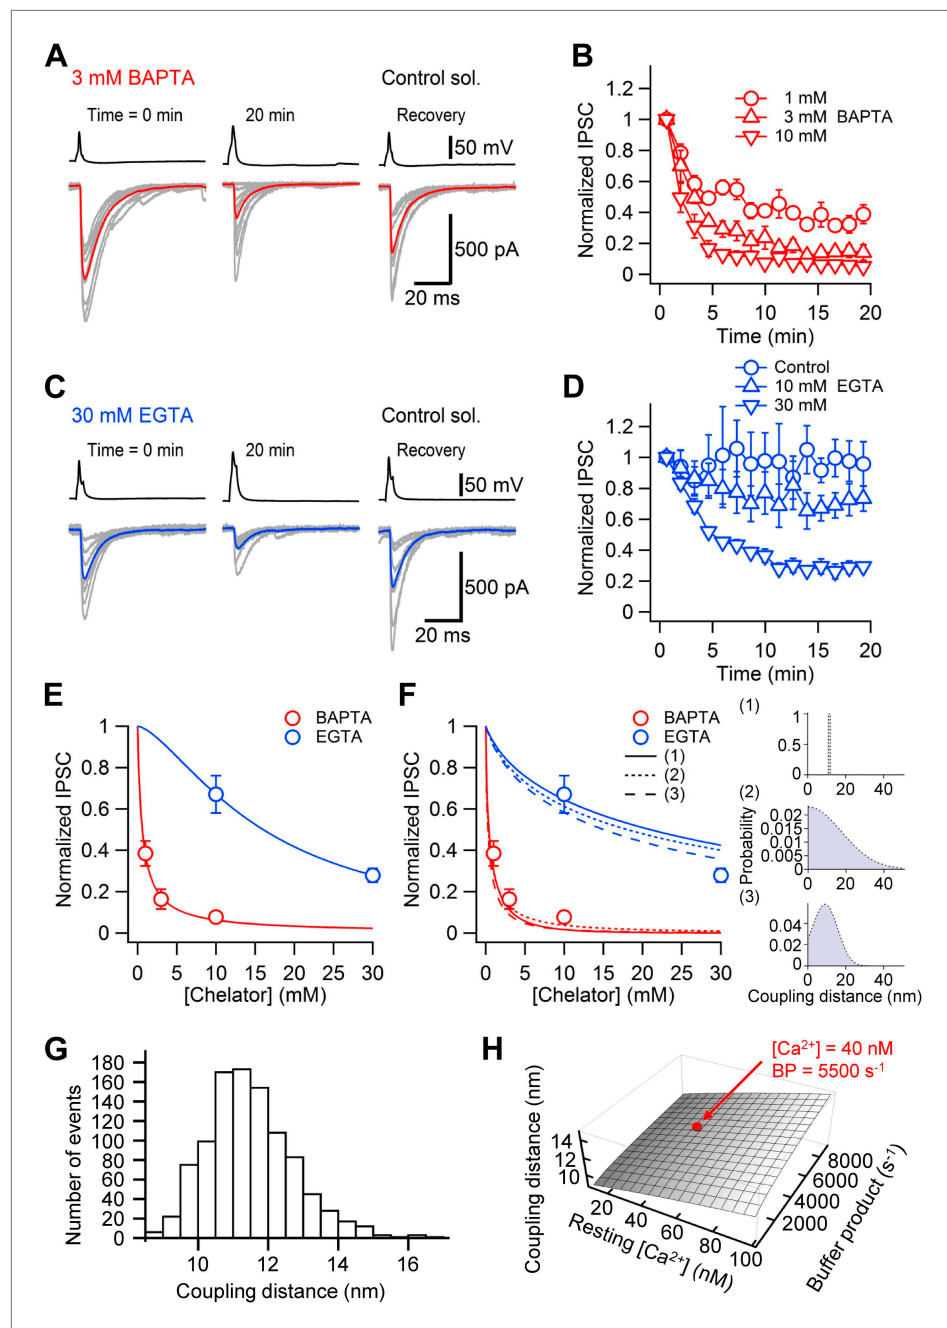 A
3 mM BAPTA
Control sol.
Time = 0 min
20 min
Recovery
50 mV
500 pA
20 ms
B
Normalized IPSC
1.2
1
0.8
0.6
0.4
0.2
0
1 mM
3 mM BAPTA
10 mM
0 5 10 15 20
Time (min)
C
30 mM EGTA
Control sol.
Time = 0 min
20 min
Recovery
50 mV
500 pA
20 ms
D
Control
10 mM EGTA
30 mM
Normalized IPSC
1.2
1
0.8
0.6
0.4
0.2
0
0 5 10 15 20
Time (min)
E
BAPTA
EGTA
Normalized IPSC
1
0.8
0.6
0.4
0.2
0
0 5 10 15 20 25 30
[Chelator] (mM)
F
BAPTA
EGTA
(1)
(2)
(3)
Normalized IPSC
1
0.8
0.6
0.4
0.2
0
0 5 10 15 20 25 30
[Chelator] (mM)
(1)
1
0.5
0
0 20 40
(2)
Probability
0.02
0.015
0.01
0.005
0
0 20 40
(3)
0.04
0.02
0
0 20 40
Coupling distance (nm)
G
Number of events
180
160
140
120
100
80
60
40
20
0
10 12 14 16
Coupling distance (nm)
H
[Ca²⁺] = 40 nM
BP = 5500 s⁻¹
Coupling distance (nm)
14
12
10
20 40 60 80 100
Resting [Ca²⁺] (nM)
8000
6000
4000
2000
Buffer product (s⁻¹)